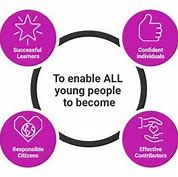 Successful
Learners
Confident
Individuals
To enable ALL
young people
to become
Responsible
Citizens
Effective
Contributors